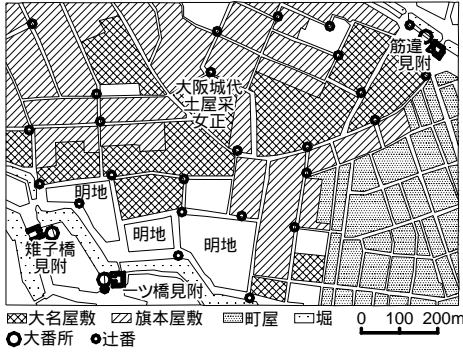 筋違
見附
大阪城代
土屋采
女正
明地
明地
明地
雉子橋
見附
一ツ橋見附
大名屋敷 旗本屋敷 町屋 堀
大番所 辻番
0 100 200m